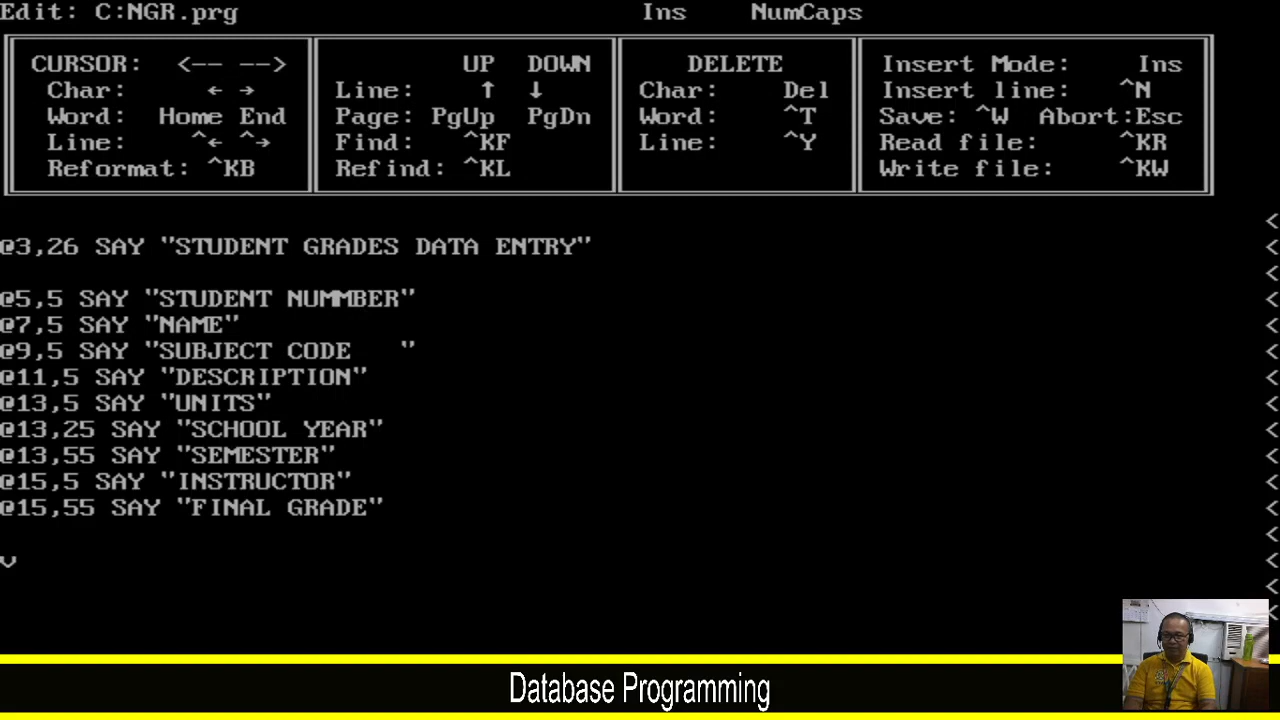 Edit: C:NGR.prg Ins NumCaps
CURSOR: <-- --> UP DOWN DELETE Insert Mode: Ins
Char: ← → Line: ↑ ↓ Char: Del Insert line: ^N
Word: Home End Page: PgUp PgDn Word: ^T Save: ^W Abort:Esc
Line: ^← ^→ Find: ^KF Line: ^Y Read file: ^KR
Reformat: ^KB Refind: ^KL Write file: ^KW
<
@3,26 SAY "STUDENT GRADES DATA ENTRY" <
<
@5,5 SAY "STUDENT NUMMBER" <
@7,5 SAY "NAME" <
@9,5 SAY "SUBJECT CODE   " <
@11,5 SAY "DESCRIPTION" <
@13,5 SAY "UNITS" <
@13,25 SAY "SCHOOL YEAR" <
@13,55 SAY "SEMESTER" <
@15,5 SAY "INSTRUCTOR" <
@15,55 SAY "FINAL GRADE" <
<
v <
<
<
Database Programming